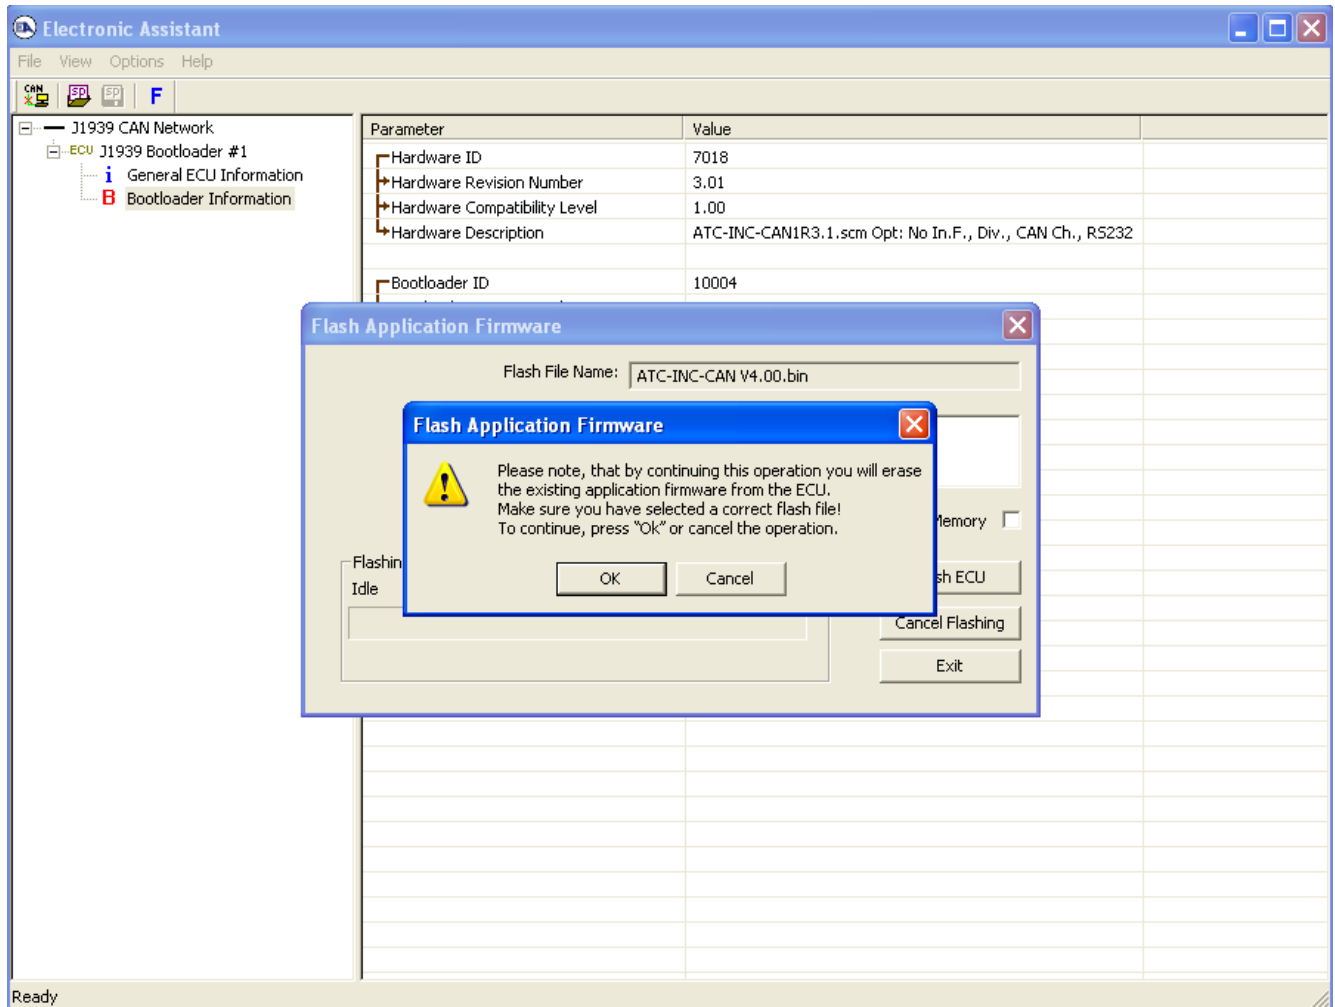 Electronic Assistant
File View Options Help
CAN SP SP F
J1939 CAN Network
ECU J1939 Bootloader #1
i General ECU Information
B Bootloader Information
Parameter Value
Hardware ID 7018
Hardware Revision Number 3.01
Hardware Compatibility Level 1.00
Hardware Description ATC-INC-CAN1R3.1.scm Opt: No In.F., Div., CAN Ch., RS232
Bootloader ID 10004
Flash Application Firmware
Flash File Name: ATC-INC-CAN V4.00.bin
Flash Application Firmware
Please note, that by continuing this operation you will erase
the existing application firmware from the ECU.
Make sure you have selected a correct flash file!
To continue, press "Ok" or cancel the operation.
OK Cancel
Memory
Idle
ECU
Cancel Flashing
Exit
Ready